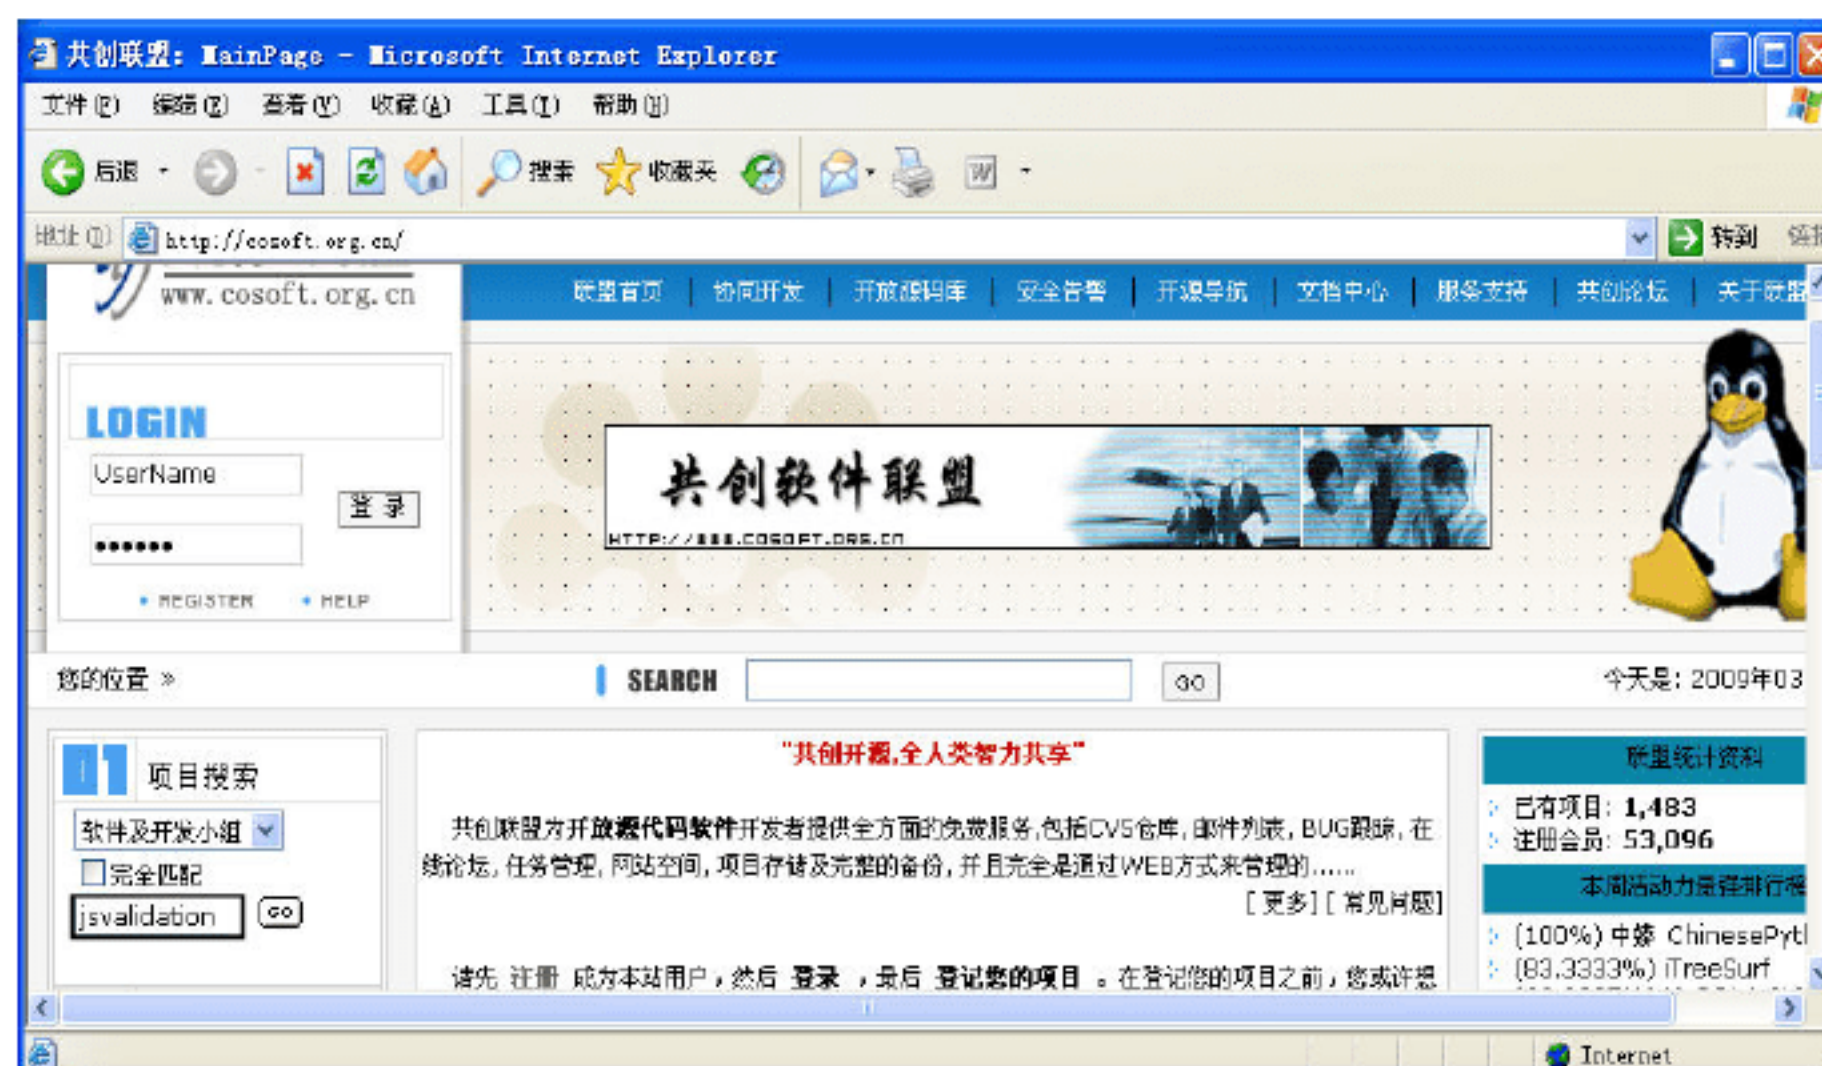 共创联盟: MainPage - Microsoft Internet Explorer
文件(F) 编辑(E) 查看(V) 收藏(A) 工具(T) 帮助(H)
后退 搜索 收藏夹
地址(D) http://cosoft.org.cn/ 转到
www.cosoft.org.cn
联盟首页 | 协同开发 | 开放源码库 | 安全告警 | 开源导航 | 文档中心 | 服务支持 | 共创论坛 | 关于联盟
LOGIN
UserName
登 录
••••••
REGISTER HELP
共创软件联盟
HTTP://WWW.COSOFT.ORG.CN
您的位置 »
SEARCH GO
今天是: 2009年03
01 项目搜索
软件及开发小组
完全匹配
jsvalidation GO
"共创开源,全人类智力共享"
共创联盟为开放源代码软件开发者提供全方面的免费服务,包括CVS仓库, 邮件列表, BUG跟踪, 在
线论坛, 任务管理, 网站空间, 项目存储及完整的备份, 并且完全是通过WEB方式来管理的......
[ 更多] [ 常见问题]
请先 注册 成为本站用户，然后 登录 ，最后 登记您的项目 。在登记您的项目之前，您或许想
联盟统计资料
已有项目: 1,483
注册会员: 53,096
本周活动力最强排行榜
(100%) 中蟒 ChinesePyt
(83.3333%) iTreeSurf
Internet